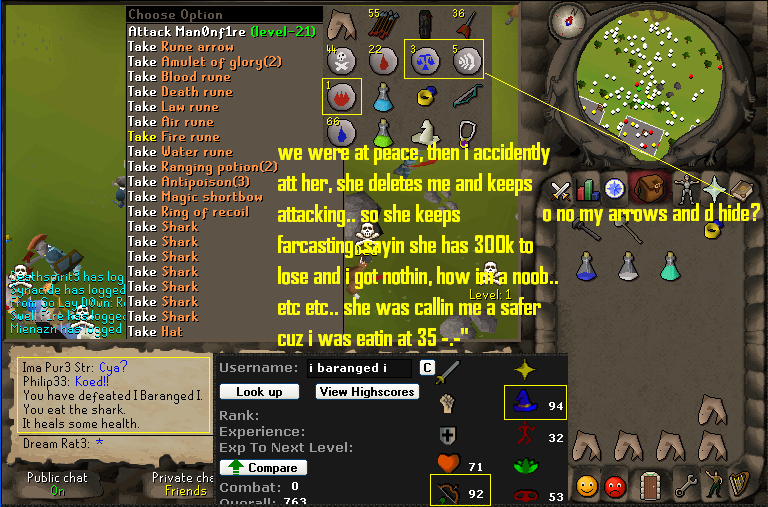 Choose Option
Attack Man0nf1re (level-21)
Take Rune arrow
Take Amulet of glory(2)
Take Blood rune
Take Death rune
Take Law rune
Take Air rune
Take Fire rune
Take Water rune
Take Ranging potion(2)
Take Antipoison(3)
Take Magic shortbow
Take Ring of recoil
Take Shark
Take Shark
Take Shark
Take Shark
Take Shark
Take Shark
Take Shark
Take Hat
55
36
44
22
3
5
1
66
we were at peace, then i accidently
att her, she deletes me and keeps
attacking.. so she keeps
farcasting, sayin she has 300k to
lose and i got nothin, how im a noob..
etc etc.. she was callin me a safer
cuz i was eatin at 35 -.-"
o no my arrows and d hide?
Level: 1
has logged
Ima Pur3 Str: Cya?
Philip33: Koed!!
You have defeated I Baranged I.
You eat the shark.
It heals some health.
Dream Rat3: *
Public chat
On
Private cha
Friends
Username: i baranged i C
Look up
View Highscores
Rank:
Experience:
Exp To Next Level:
Compare
Combat: 0
Overall: 763
94
32
71
92
53